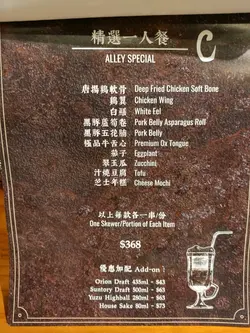 精選一人餐
C
ALLEY SPECIAL
唐揚鷄軟骨 Deep Fried Chicken Soft Bone
鷄翼 Chicken Wing
白鱔 White Eel
黑豚蘆筍卷 Pork Belly Asparagus Roll
黑豚五花腩 Pork Belly
極品牛舌心 Premium Ox Tongue
茄子 Eggplant
翠玉瓜 Zucchini
汁燒豆腐 Tofu
芝士年糕 Cheese Mochi
以上每款各一串/份
One Skewer/Portion of Each Item
$368
優惠加配 Add-on :
Orion Draft 435ml - $43
Suntory Draft 500ml - $63
Yuzu Highball 280ml - $63
House Sake 80ml - $73